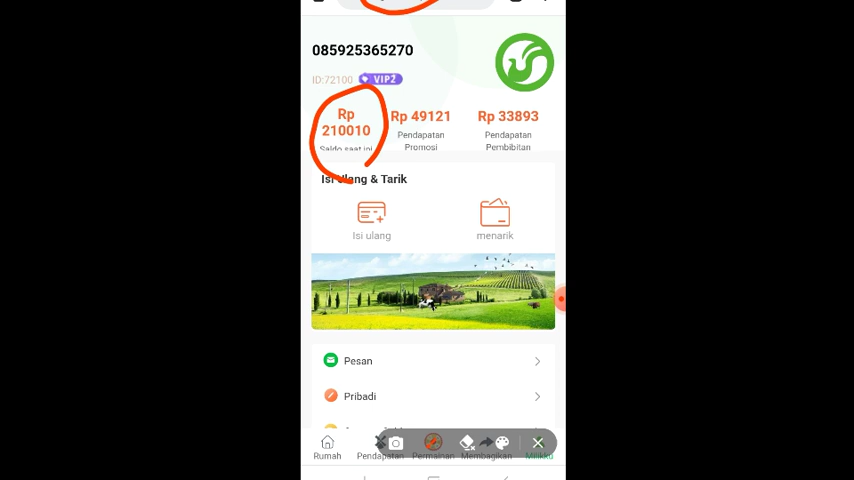 085925365270
ID:72100 VIP2
Rp 210010
Saldo saat ini
Rp 49121
Pendapatan
Promosi
Rp 33893
Pendapatan
Pembibitan
Isi Ulang & Tarik
Isi ulang
menarik
Pesan
Pribadi
Rumah
Pendapatan
Permainan
Membagikan
Milikku